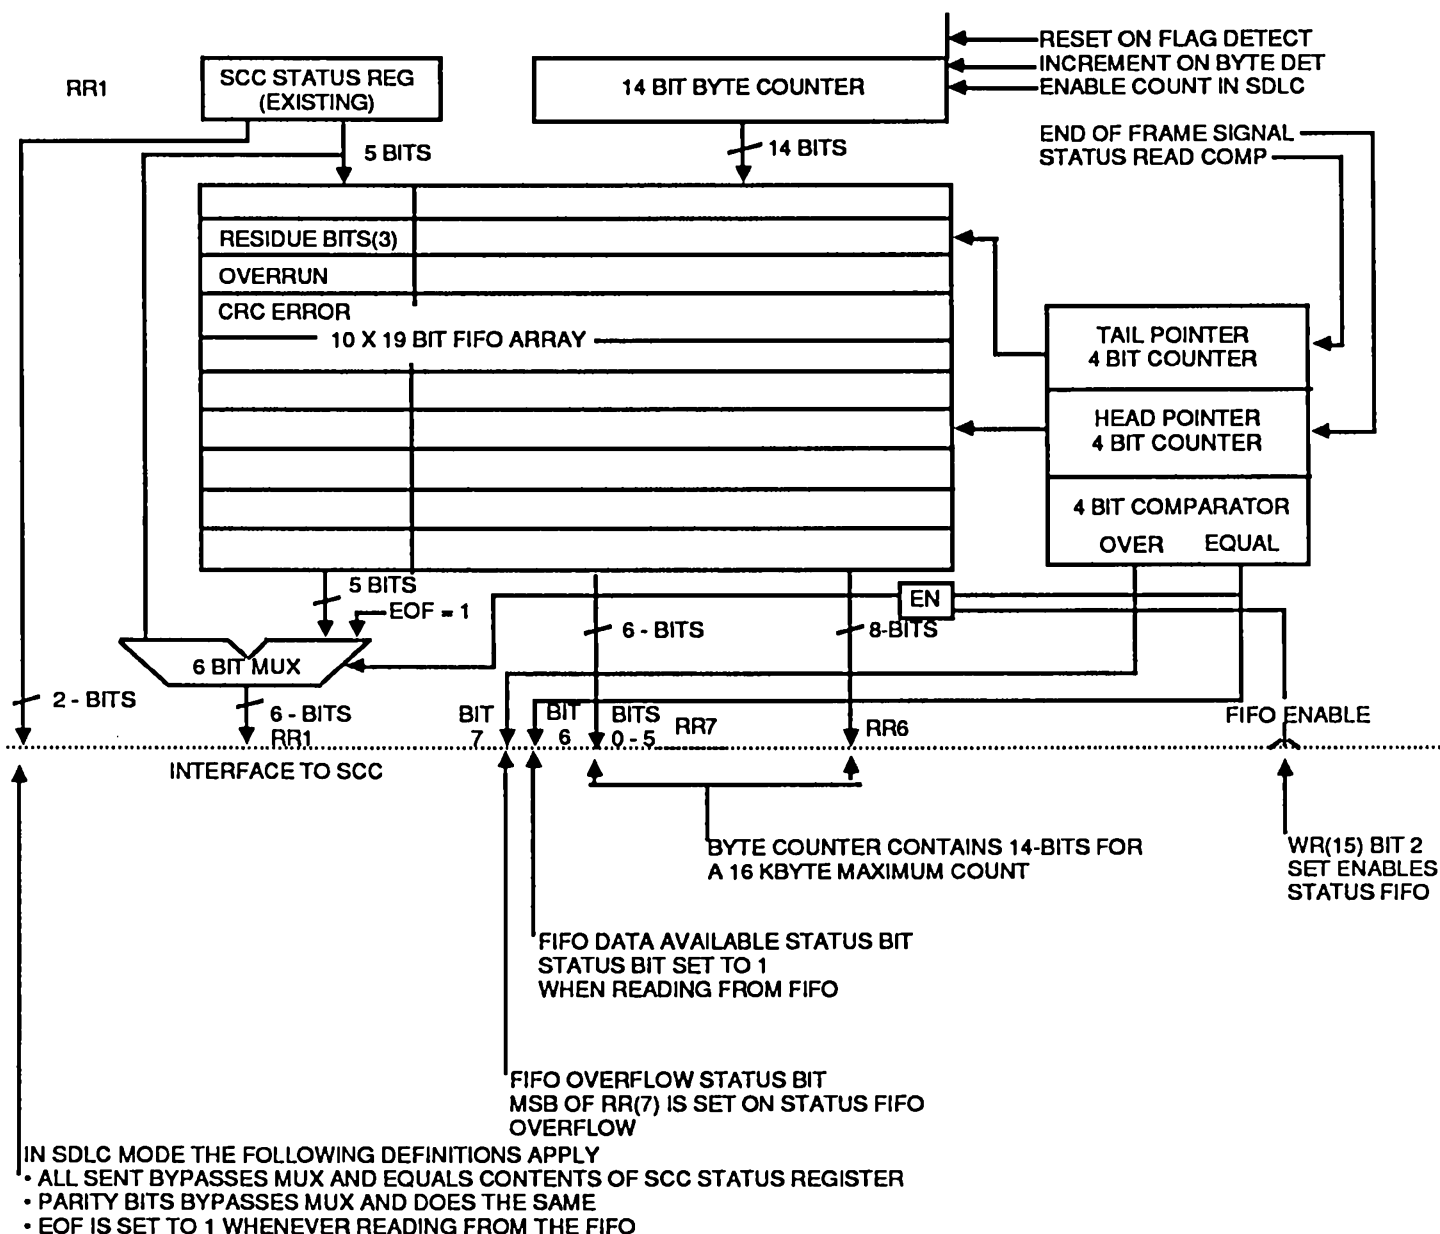 RESET ON FLAG DETECT
INCREMENT ON BYTE DET
ENABLE COUNT IN SDLC
RR1
SCC STATUS REG
(EXISTING)
14 BIT BYTE COUNTER
END OF FRAME SIGNAL
STATUS READ COMP
5 BITS
14 BITS
RESIDUE BITS(3)
OVERRUN
CRC ERROR
10 X 19 BIT FIFO ARRAY
TAIL POINTER
4 BIT COUNTER
HEAD POINTER
4 BIT COUNTER
4 BIT COMPARATOR
OVER EQUAL
5 BITS
EOF = 1
EN
6 - BITS
8-BITS
6 BIT MUX
2 - BITS
6 - BITS
RR1
BIT
7
BIT
6
BITS
0 - 5
RR7
RR6
FIFO ENABLE
INTERFACE TO SCC
BYTE COUNTER CONTAINS 14-BITS FOR
A 16 KBYTE MAXIMUM COUNT
WR(15) BIT 2
SET ENABLES
STATUS FIFO
FIFO DATA AVAILABLE STATUS BIT
STATUS BIT SET TO 1
WHEN READING FROM FIFO
FIFO OVERFLOW STATUS BIT
MSB OF RR(7) IS SET ON STATUS FIFO
OVERFLOW
IN SDLC MODE THE FOLLOWING DEFINITIONS APPLY
• ALL SENT BYPASSES MUX AND EQUALS CONTENTS OF SCC STATUS REGISTER
• PARITY BITS BYPASSES MUX AND DOES THE SAME
• EOF IS SET TO 1 WHENEVER READING FROM THE FIFO